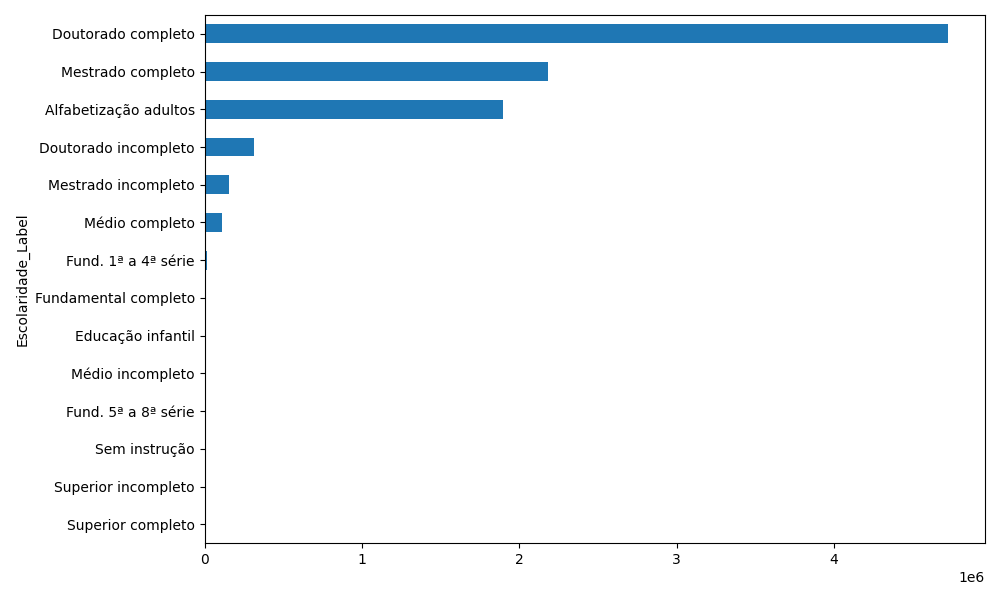 Escolaridade_Label
Doutorado completo
Mestrado completo
Alfabetização adultos
Doutorado incompleto
Mestrado incompleto
Médio completo
Fund. 1ª a 4ª série
Fundamental completo
Educação infantil
Médio incompleto
Fund. 5ª a 8ª série
Sem instrução
Superior incompleto
Superior completo
0 1 2 3 4
1e6